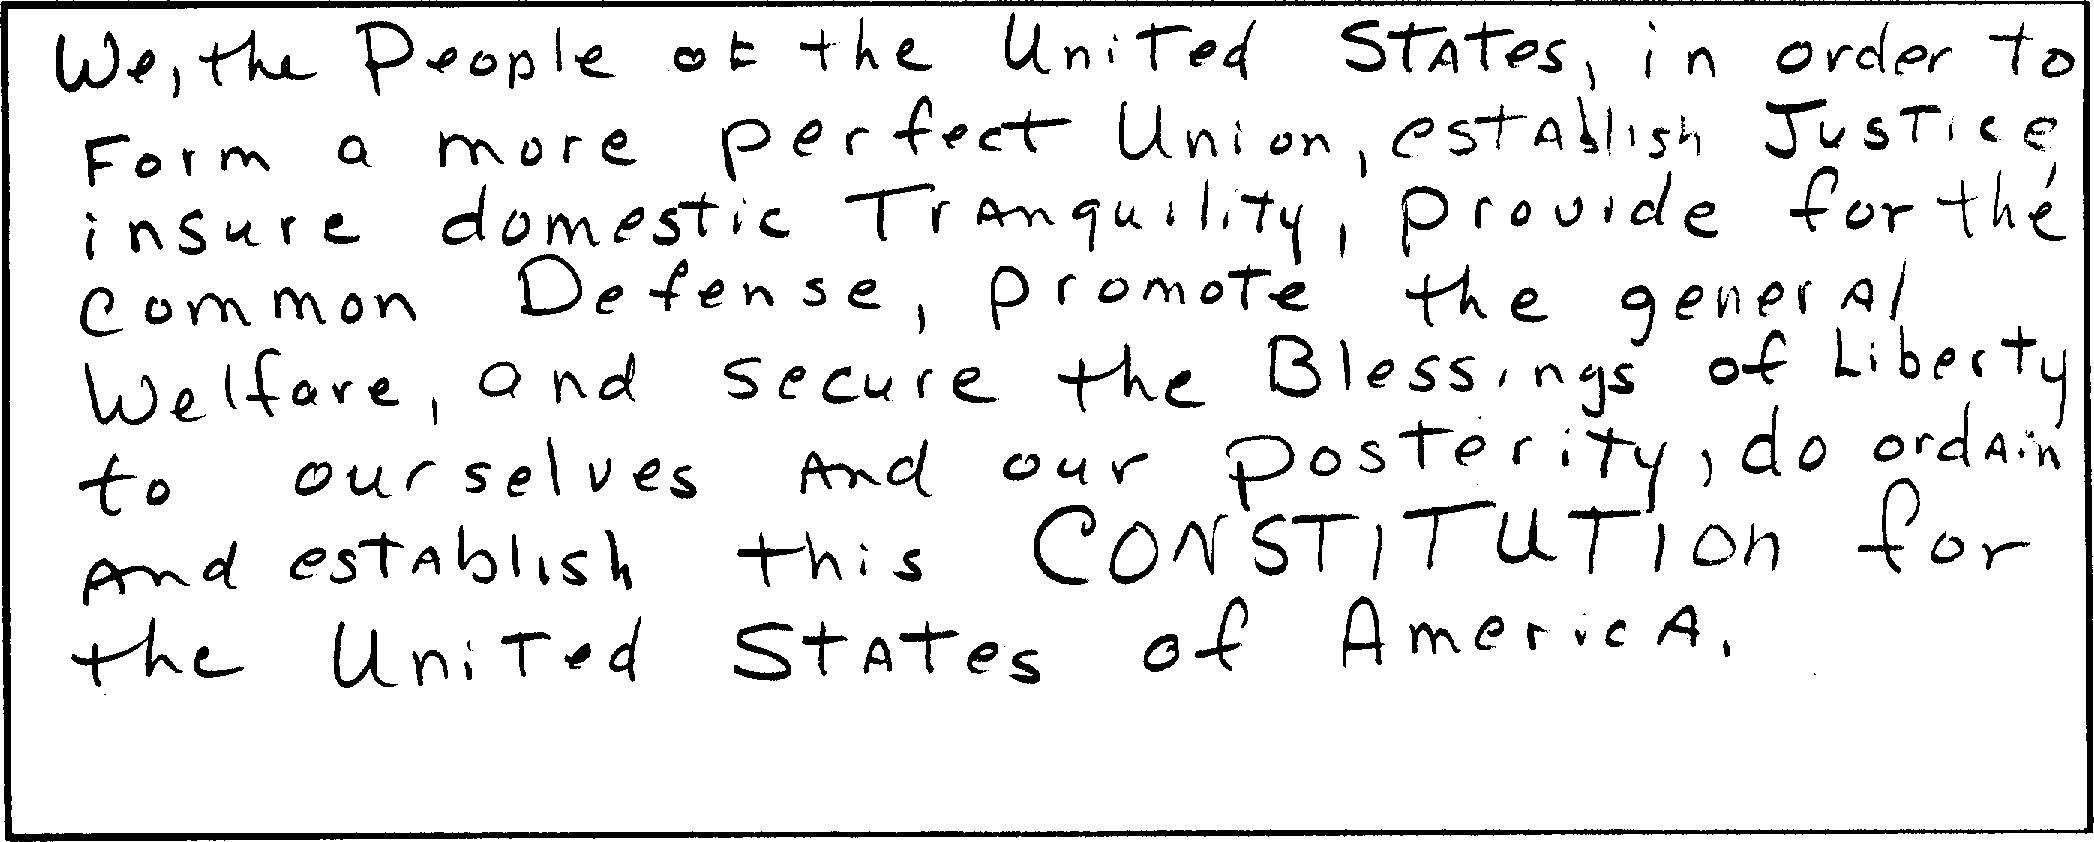 We, the People of the United States, in order to
Form a more perfect Union, establish Justice,
insure domestic Tranquility, provide for the
common Defense, promote the general
Welfare, and secure the Blessings of Liberty
to ourselves and our posterity, do ordain
and establish this CONSTITUTION for
the United States of America.